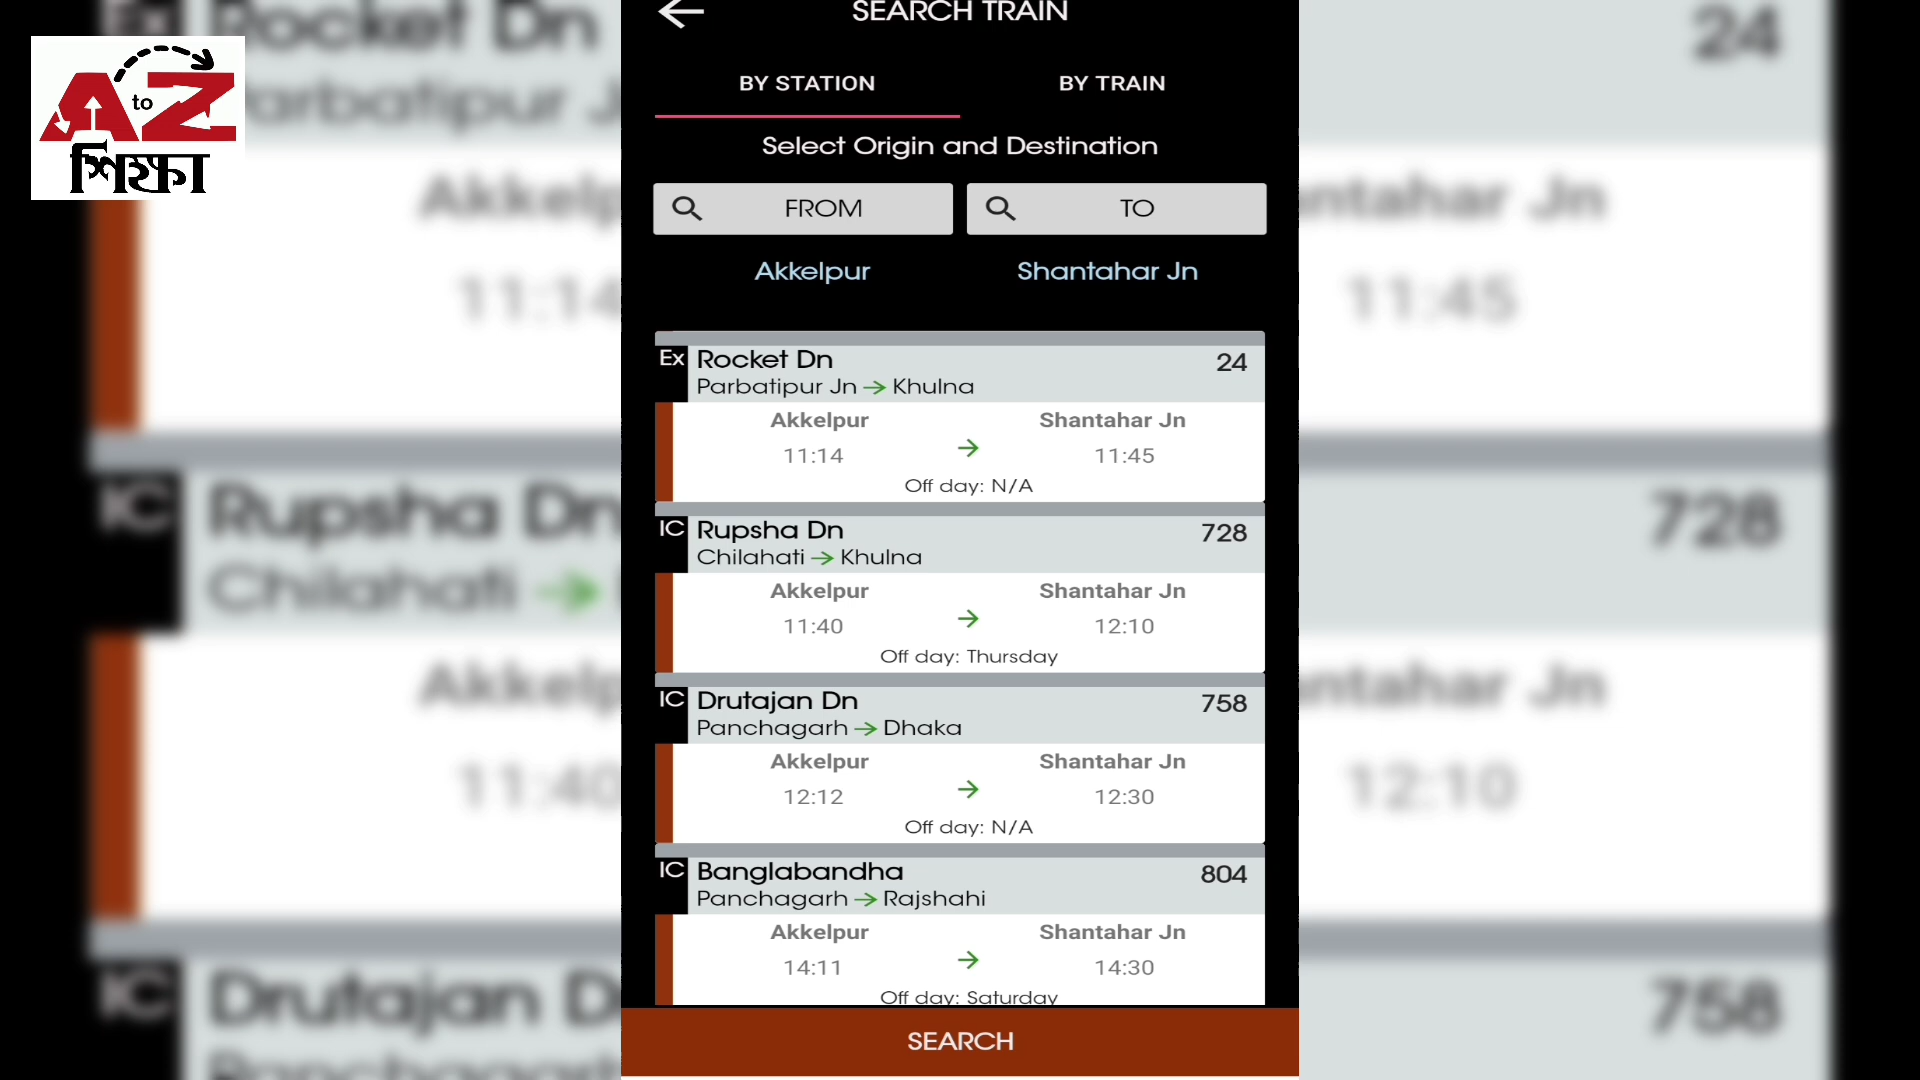 A to Z
শিক্ষা
SEARCH TRAIN
BY STATION
BY TRAIN
Select Origin and Destination
FROM
TO
Akkelpur
Shantahar Jn
Ex Rocket Dn 24
Parbatipur Jn → Khulna
Akkelpur → Shantahar Jn
11:14 11:45
Off day: N/A
IC Rupsha Dn 728
Chilahati → Khulna
Akkelpur → Shantahar Jn
11:40 12:10
Off day: Thursday
IC Drutajan Dn 758
Panchagarh → Dhaka
Akkelpur → Shantahar Jn
12:12 12:30
Off day: N/A
IC Banglabandha 804
Panchagarh → Rajshahi
Akkelpur → Shantahar Jn
14:11 14:30
Off day: Saturday
SEARCH